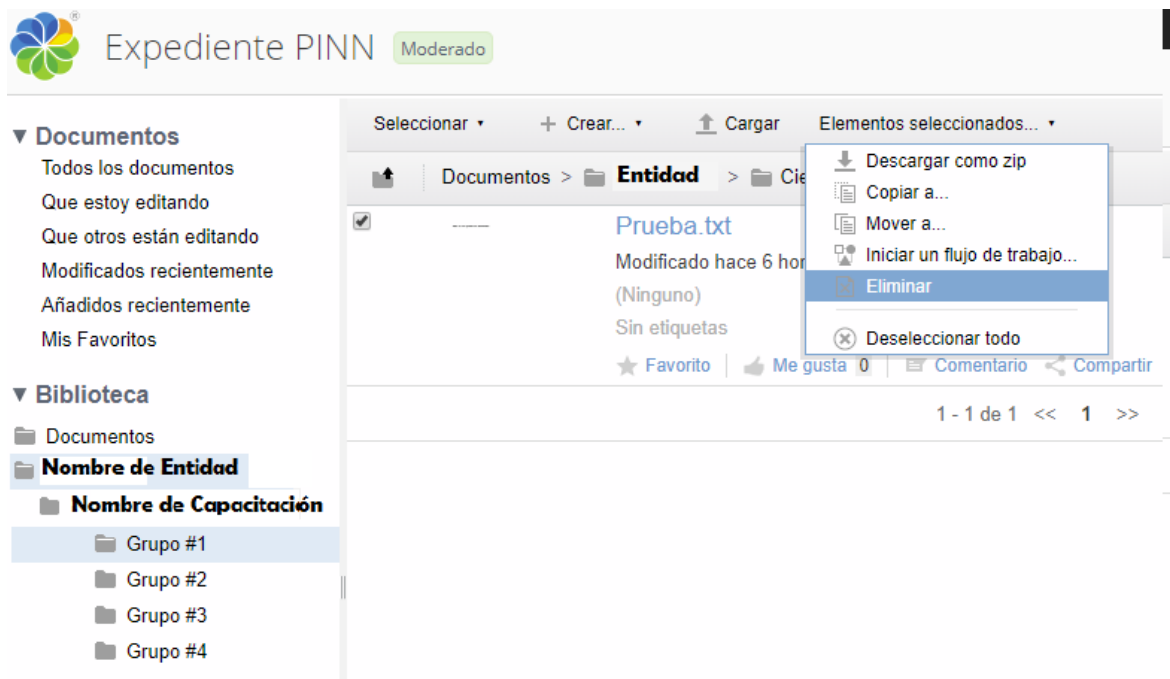 Expediente PINN Moderado
Documentos
Todos los documentos
Que estoy editando
Que otros están editando
Modificados recientemente
Añadidos recientemente
Mis Favoritos
Biblioteca
Documentos
Nombre de Entidad
Nombre de Capacitación
Grupo #1
Grupo #2
Grupo #3
Grupo #4
Seleccionar + Crear... Cargar Elementos seleccionados...
Documentos > Entidad >
Prueba.txt
Modificado hace 6
(Ninguno)
Sin etiquetas
Favorito Me gusta 0 Comentario Compartir
Descargar como zip
Copiar a...
Mover a...
Iniciar un flujo de trabajo...
Eliminar
Deseleccionar todo
1 - 1 de 1 << 1 >>